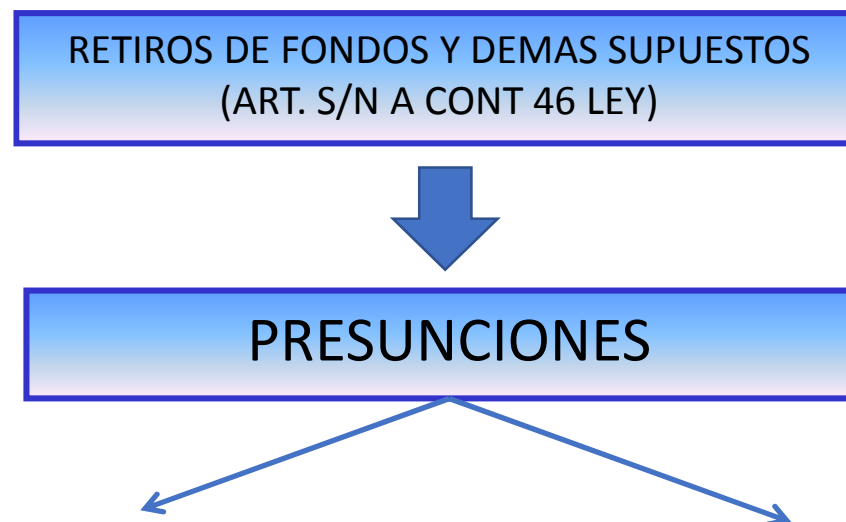 RETIROS DE FONDOS Y DEMAS SUPUESTOS
(ART. S/N A CONT 46 LEY)
PRESUNCIONES